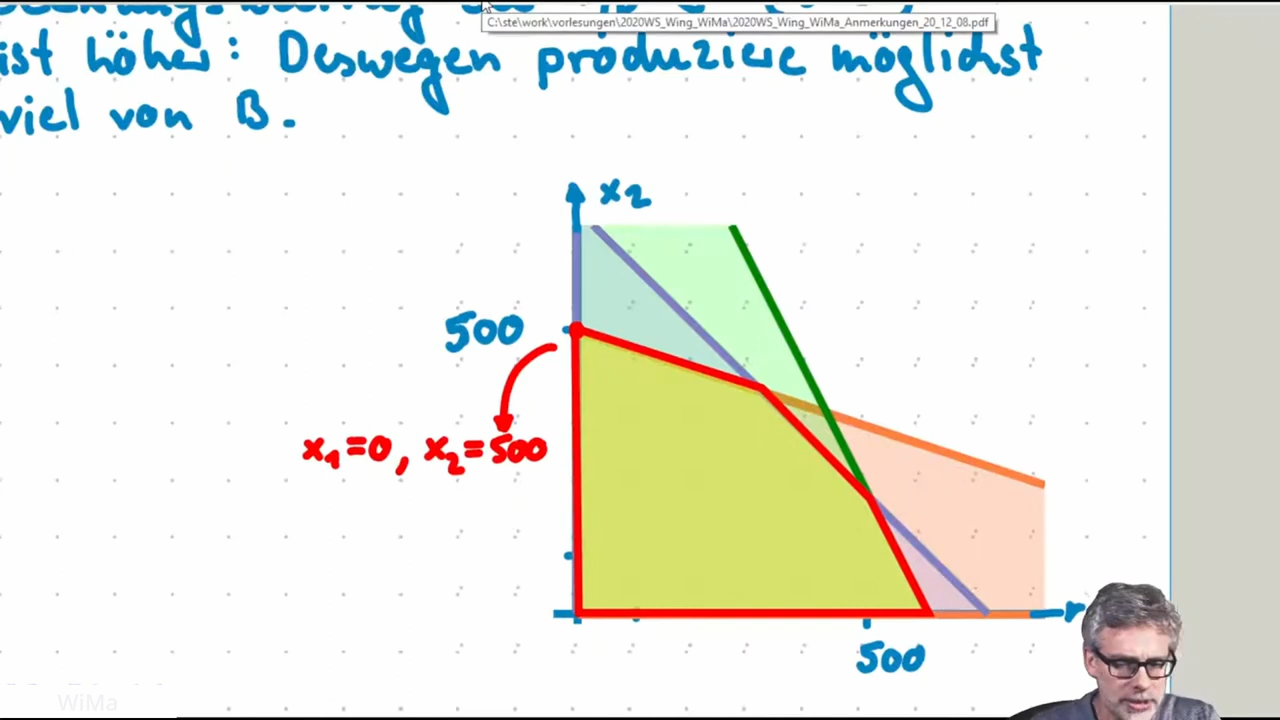 C:\ste\work\vorlesungen\2020WS_Wing_WiMa\2020WS_Wing_WiMa_Anmerkungen_20_12_08.pdf
ist höher: Deswegen produziere möglichst
viel von B.
x2
500
x1=0, x2=500
500
WiMa